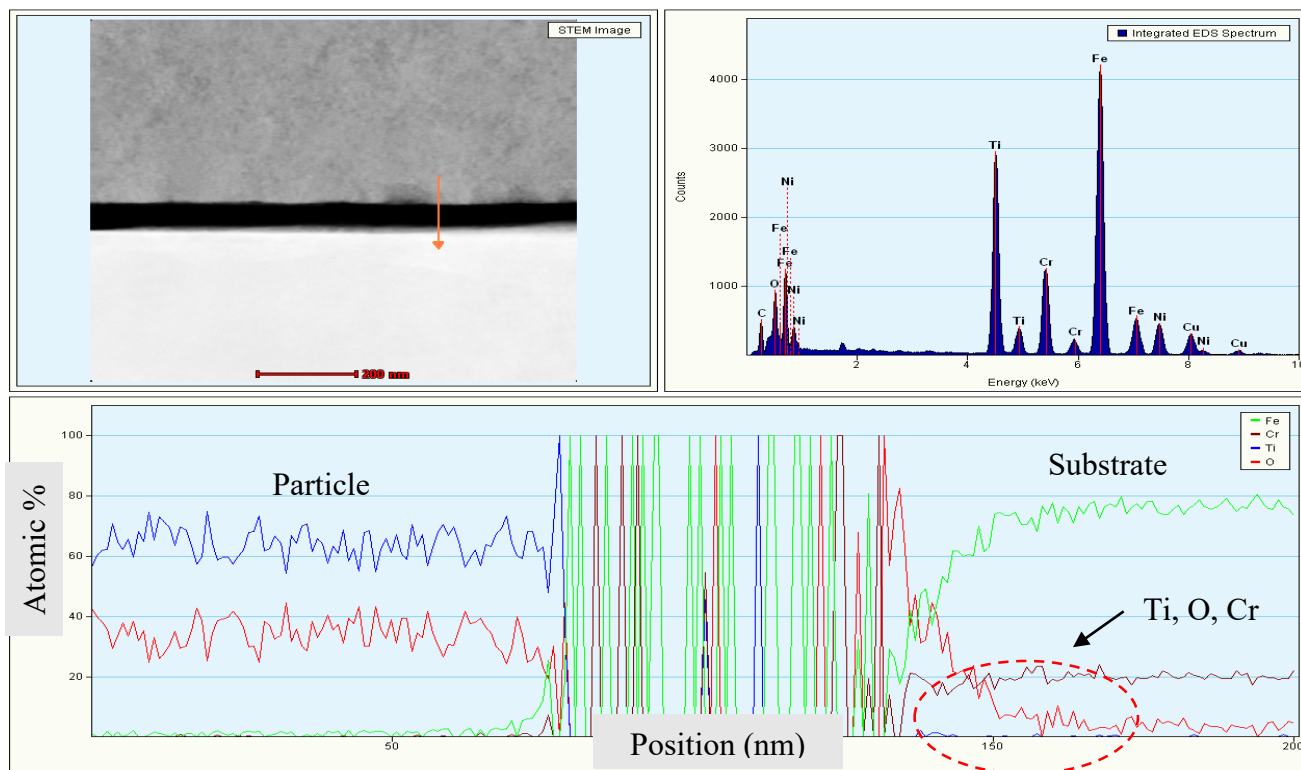 STEM Image
200 nm
Integrated EDS Spectrum
4000
3000
2000
1000
Counts
C
O
Fe
Fe
Ni
Fe
Ni
Ni
Ti
Ti
Cr
Cr
Fe
Fe
Ni
Cu
Ni
Cu
2
4
6
8
10
Energy (keV)
100
80
60
40
20
Atomic %
Particle
Substrate
Fe
Cr
Ti
O
Ti, O, Cr
50
150
200
Position (nm)